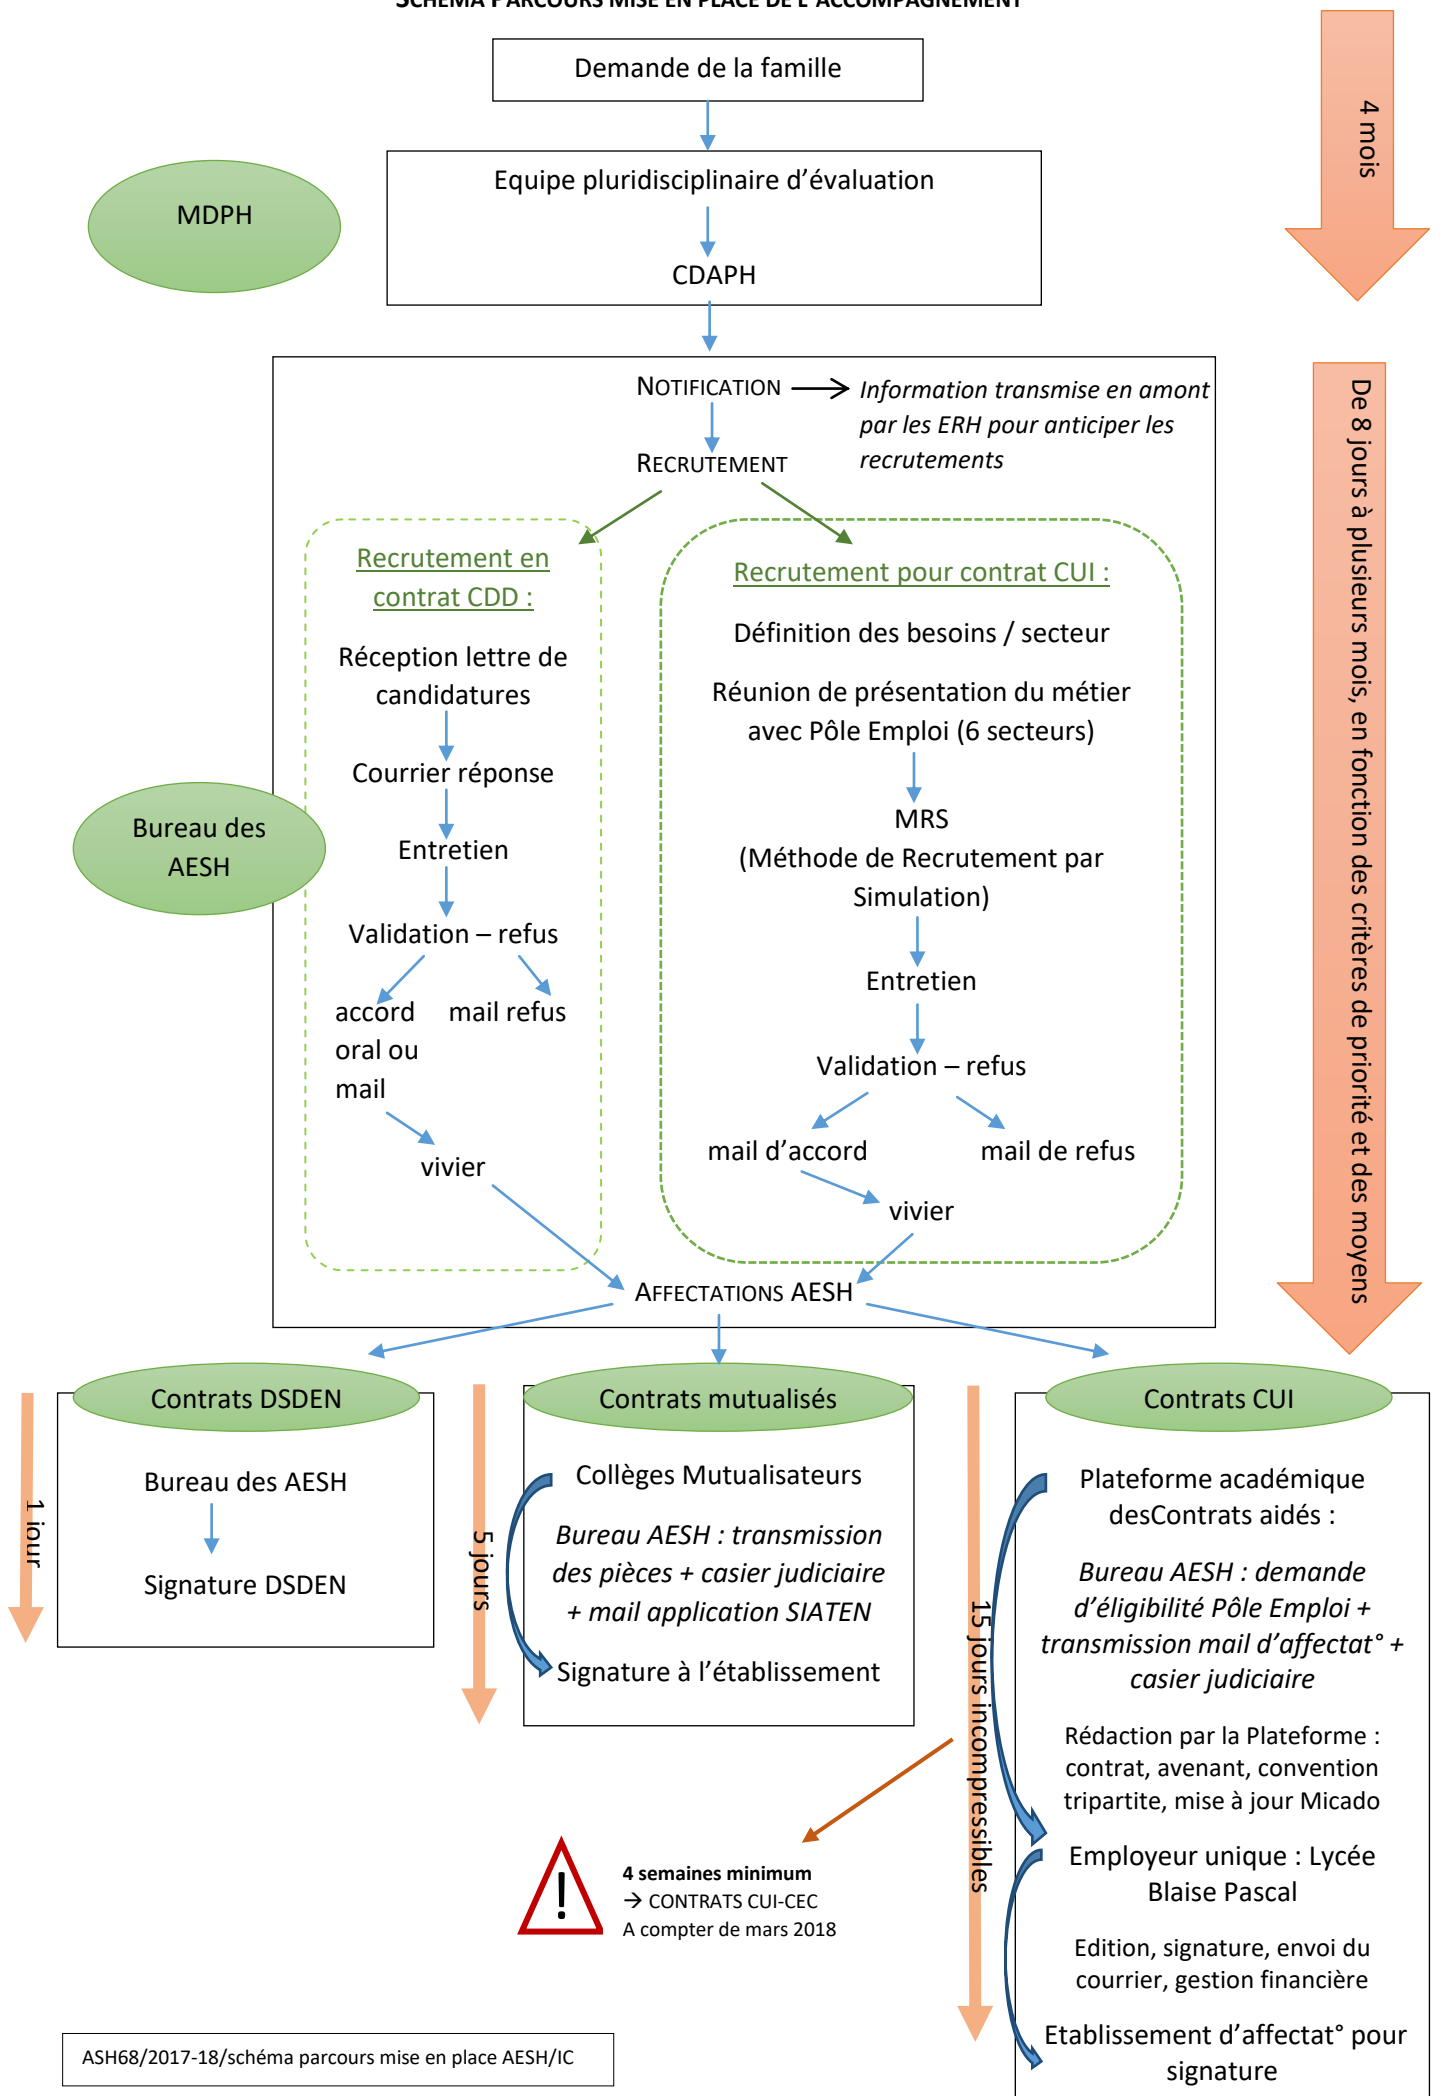 SCHÉMA PARCOURS MISE EN PLACE DE L'ACCOMPAGNEMENT
Demande de la famille
4 mois
MDPH
Equipe pluridisciplinaire d’évaluation
CDAPH
NOTIFICATION
Information transmise en amont
par les ERH pour anticiper les
recrutements
RECRUTEMENT
De 8 jours à plusieurs mois, en fonction des critères de priorité et des moyens
Bureau des
AESH
Recrutement en
contrat CDD :
Réception lettre de
candidatures
Courrier réponse
Entretien
Validation – refus
accord
oral ou
mail
mail refus
vivier
Recrutement pour contrat CUI :
Définition des besoins / secteur
Réunion de présentation du métier
avec Pôle Emploi (6 secteurs)
MRS
(Méthode de Recrutement par
Simulation)
Entretien
Validation – refus
mail d’accord
mail de refus
vivier
AFFECTATIONS AESH
1 jour
Contrats DSDEN
Bureau des AESH
Signature DSDEN
5 jours
Contrats mutualisés
Collèges Mutualisateurs
Bureau AESH : transmission
des pièces + casier judiciaire
+ mail application SIATEN
Signature à l’établissement
15 jours incompressibles
Contrats CUI
Plateforme académique
desContrats aidés :
Bureau AESH : demande
d’éligibilité Pôle Emploi +
transmission mail d’affectat° +
casier judiciaire
Rédaction par la Plateforme :
contrat, avenant, convention
tripartite, mise à jour Micado
Employeur unique : Lycée
Blaise Pascal
Edition, signature, envoi du
courrier, gestion financière
Etablissement d’affectat° pour
signature
!
4 semaines minimum
→ CONTRATS CUI-CEC
A compter de mars 2018
ASH68/2017-18/schéma parcours mise en place AESH/IC